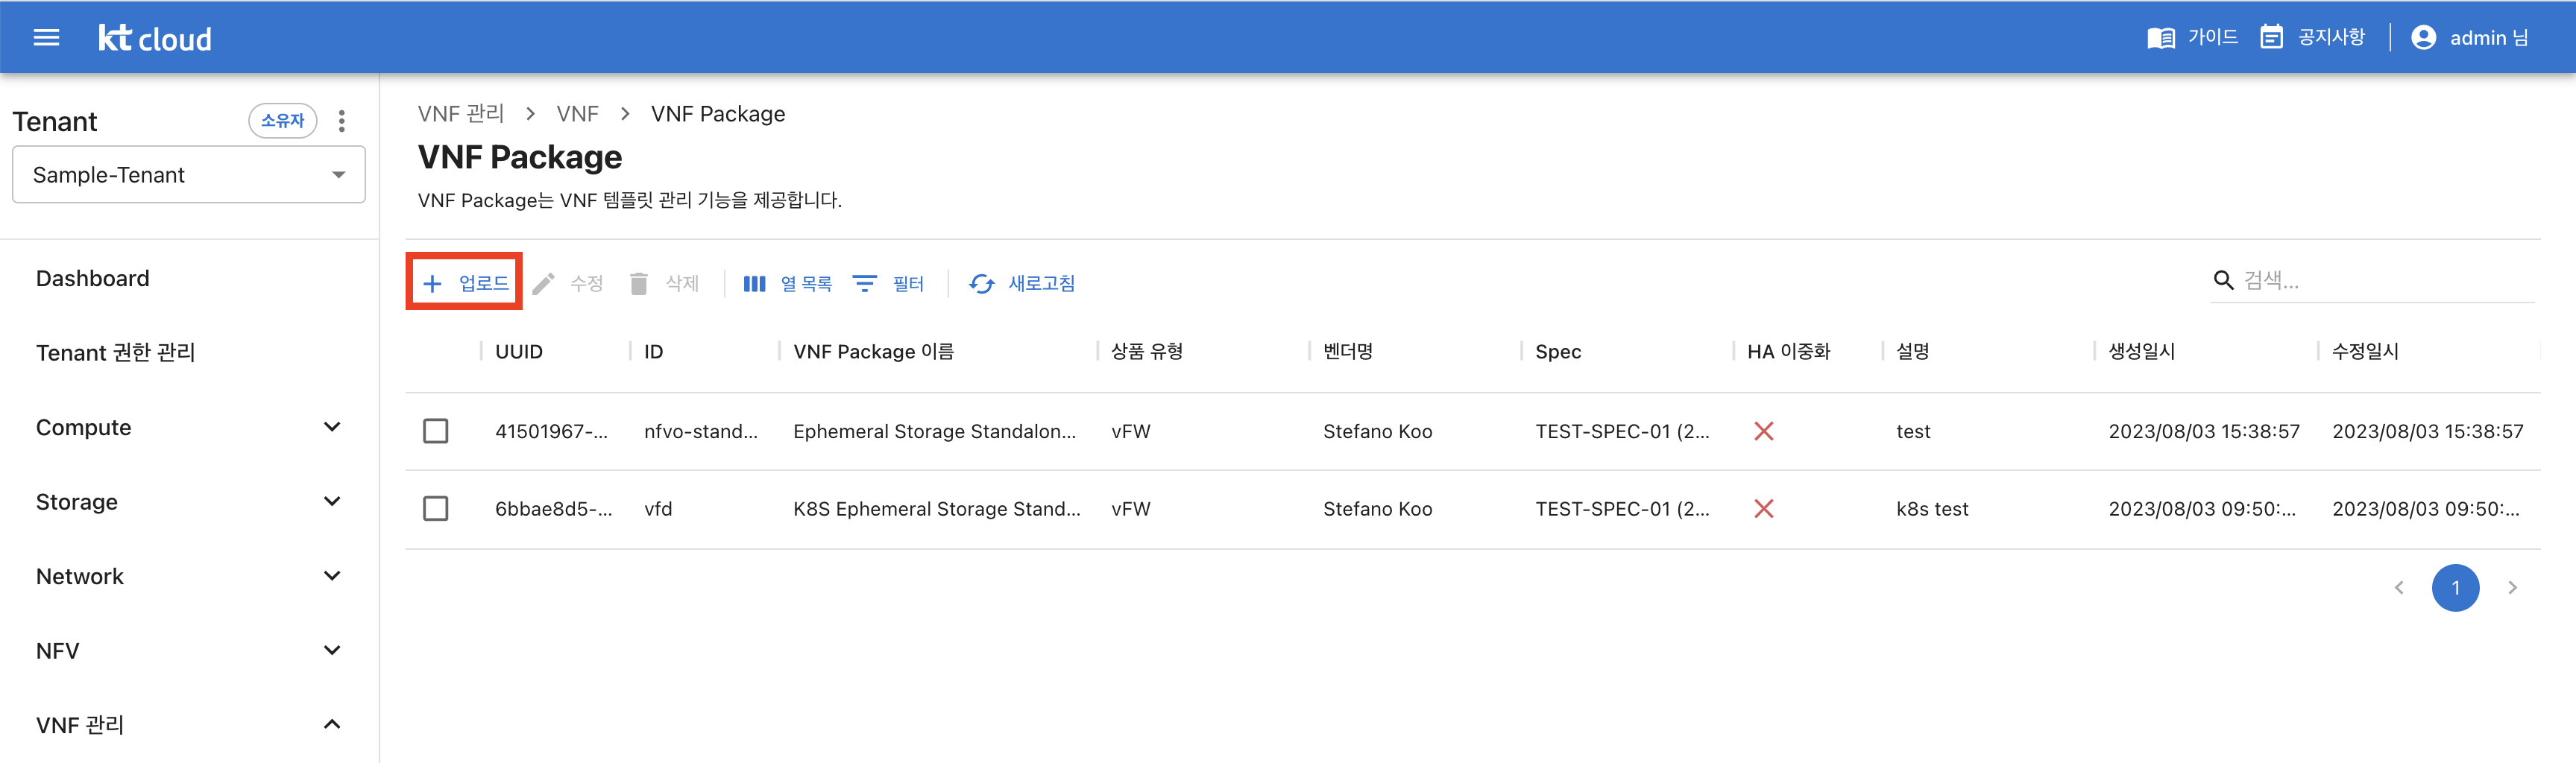 kt cloud
가이드 공지사항 admin 님
Tenant 소유자
Sample-Tenant
Dashboard
Tenant 권한 관리
Compute
Storage
Network
NFV
VNF 관리
VNF 관리 > VNF > VNF Package
VNF Package
VNF Package는 VNF 템플릿 관리 기능을 제공합니다.
+ 업로드 수정 삭제 열 목록 필터 새로고침 검색...
UUID ID VNF Package 이름 상품 유형 벤더명 Spec HA 이중화 설명 생성일시 수정일시
41501967-... nfvo-stand... Ephemeral Storage Standalon... vFW Stefano Koo TEST-SPEC-01 (2... test 2023/08/03 15:38:57 2023/08/03 15:38:57
6bbae8d5-... vfd K8S Ephemeral Storage Stand... vFW Stefano Koo TEST-SPEC-01 (2... k8s test 2023/08/03 09:50:... 2023/08/03 09:50:...
< 1 >